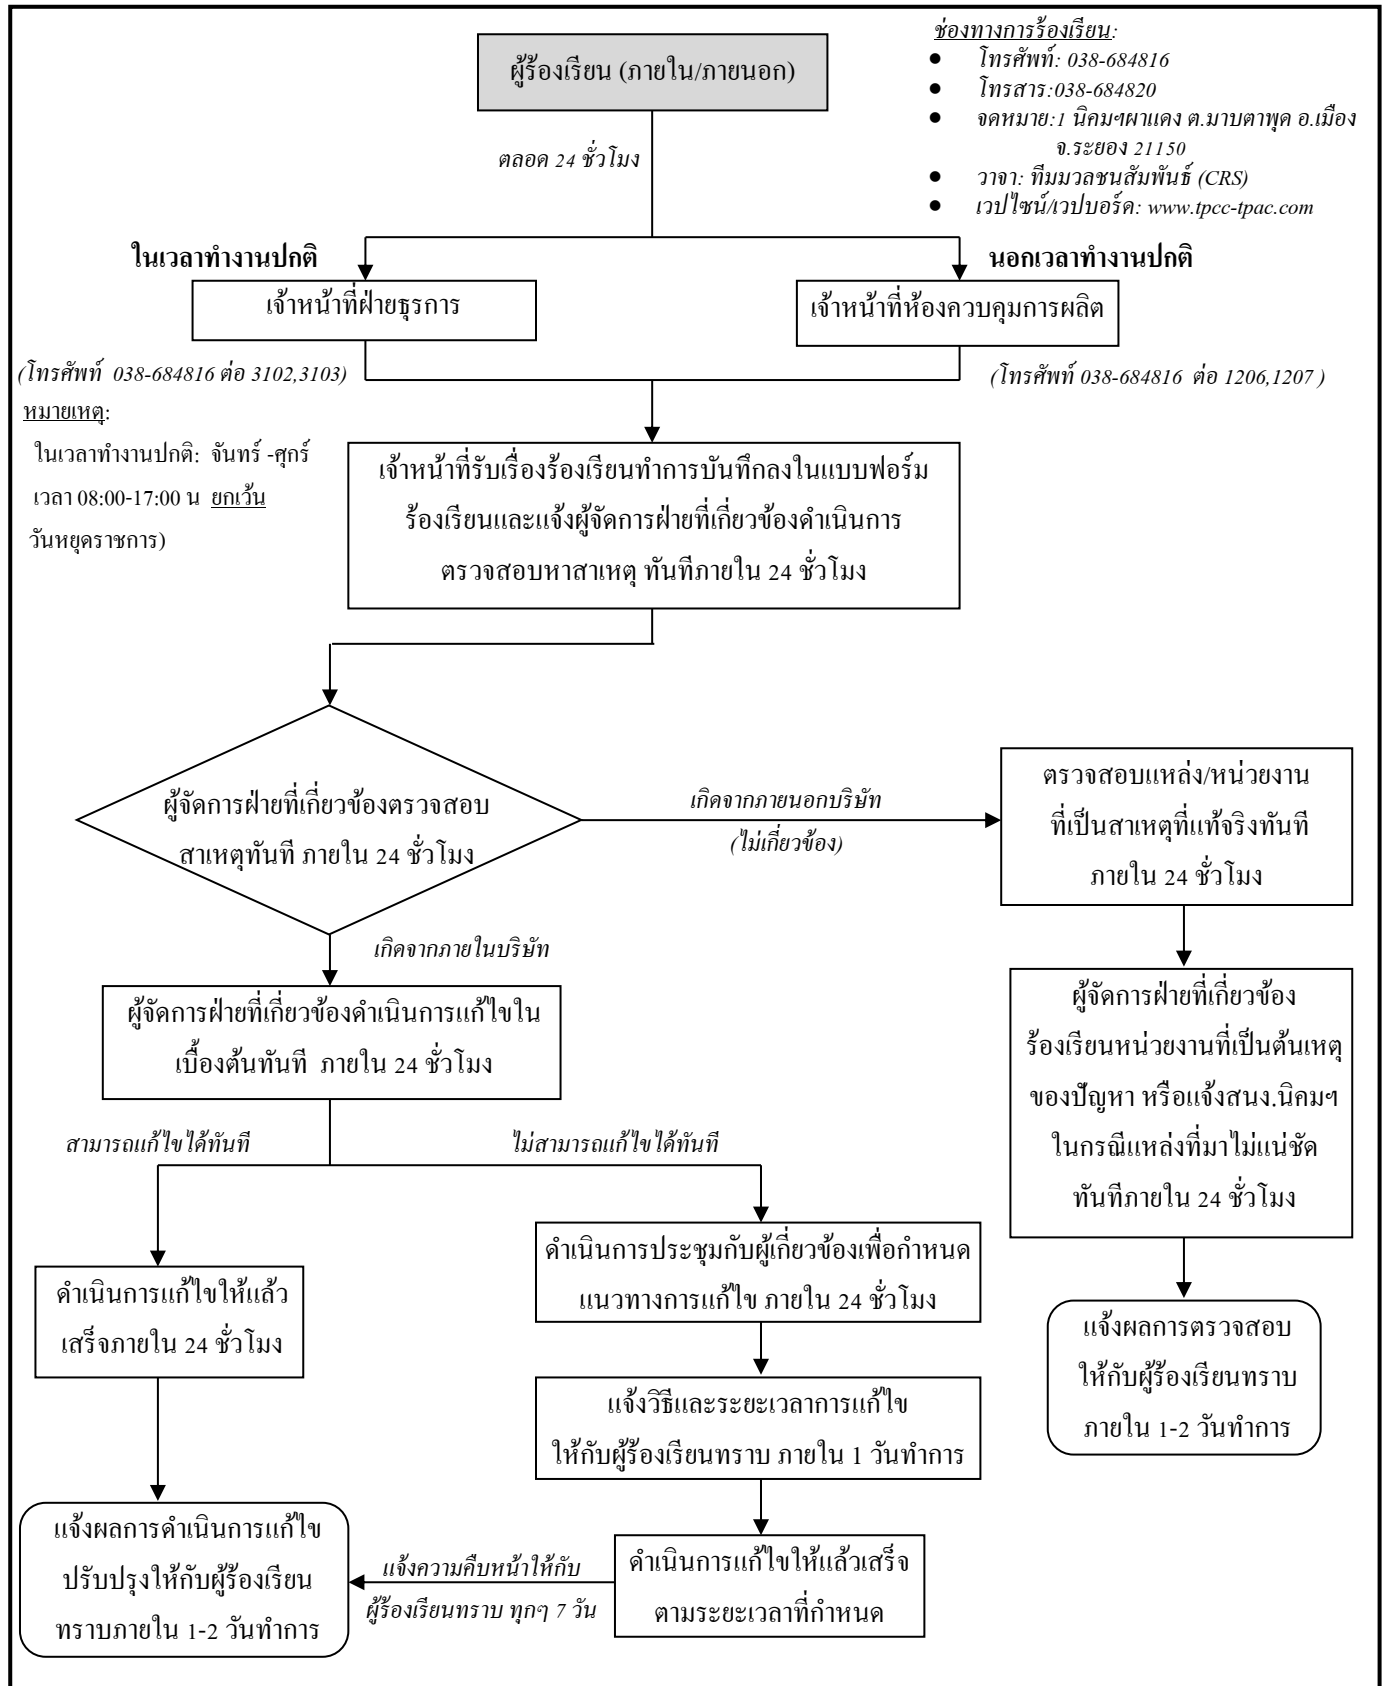 ช่องทางการร้องเรียน:
ผู้ร้องเรียน (ภายใน/ภายนอก)
● โทรศัพท์: 038-684816
● โทรสาร:038-684820
● จดหมาย:1 นิคมฯผาแดง ต.มาบตาพุด อ.เมือง
จ.ระยอง 21150
● วาจา: ทีมมวลชนสัมพันธ์ (CRS)
● เวปไซน์/เวปบอร์ด: www.tpcc-tpac.com
ตลอด 24 ชั่วโมง
ในเวลาทำงานปกติ
นอกเวลาทำงานปกติ
เจ้าหน้าที่ฝ่ายธุรการ
เจ้าหน้าที่ห้องควบคุมการผลิต
(โทรศัพท์ 038-684816 ต่อ 3102,3103)
(โทรศัพท์ 038-684816 ต่อ 1206,1207 )
หมายเหตุ:
ในเวลาทำงานปกติ: จันทร์ -ศุกร์
เวลา 08:00-17:00 น ยกเว้น
วันหยุดราชการ)
เจ้าหน้าที่รับเรื่องร้องเรียนทำการบันทึกลงในแบบฟอร์ม
ร้องเรียนและแจ้งผู้จัดการฝ่ายที่เกี่ยวข้องดำเนินการ
ตรวจสอบหาสาเหตุ ทันทีภายใน 24 ชั่วโมง
ผู้จัดการฝ่ายที่เกี่ยวข้องตรวจสอบ
สาเหตุทันที ภายใน 24 ชั่วโมง
เกิดจากภายนอกบริษัท
(ไม่เกี่ยวข้อง)
ตรวจสอบแหล่ง/หน่วยงาน
ที่เป็นสาเหตุที่แท้จริงทันที
ภายใน 24 ชั่วโมง
เกิดจากภายในบริษัท
ผู้จัดการฝ่ายที่เกี่ยวข้องดำเนินการแก้ไขใน
เบื้องต้นทันที ภายใน 24 ชั่วโมง
ผู้จัดการฝ่ายที่เกี่ยวข้อง
ร้องเรียนหน่วยงานที่เป็นต้นเหตุ
ของปัญหา หรือแจ้งสนง.นิคมฯ
ในกรณีแหล่งที่มาไม่แน่ชัด
ทันทีภายใน 24 ชั่วโมง
สามารถแก้ไขได้ทันที
ไม่สามารถแก้ไขได้ทันที
ดำเนินการแก้ไขให้แล้ว
เสร็จภายใน 24 ชั่วโมง
ดำเนินการประชุมกับผู้เกี่ยวข้องเพื่อกำหนด
แนวทางการแก้ไข ภายใน 24 ชั่วโมง
แจ้งผลการตรวจสอบ
ให้กับผู้ร้องเรียนทราบ
ภายใน 1-2 วันทำการ
แจ้งวิธีและระยะเวลาการแก้ไข
ให้กับผู้ร้องเรียนทราบ ภายใน 1 วันทำการ
แจ้งผลการดำเนินการแก้ไข
ปรับปรุงให้กับผู้ร้องเรียน
ทราบภายใน 1-2 วันทำการ
แจ้งความคืบหน้าให้กับ
ผู้ร้องเรียนทราบ ทุกๆ 7 วัน
ดำเนินการแก้ไขให้แล้วเสร็จ
ตามระยะเวลาที่กำหนด